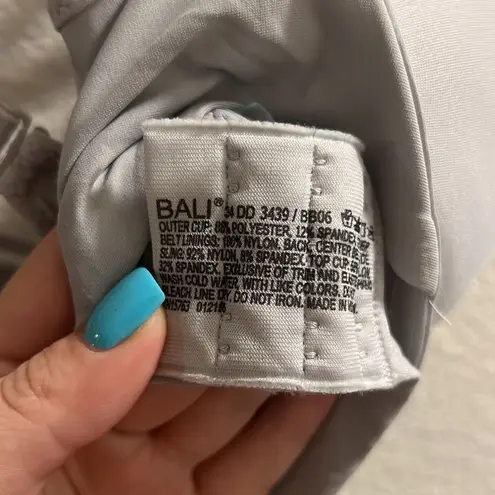 BALI® 34 DD 3439 / BB06
OUTER CUP: 88% POLYESTER, 12% SPANDEX
BELT LININGS: 100% NYLON. BACK, CENTER
SLING: 92% NYLON, 8% SPANDEX. TOP CUP:
32% SPANDEX. EXCLUSIVE OF TRIM AND
WASH COLD WATER, WITH LIKE COLORS.
BLEACH LINE DRY. DO NOT IRON. MADE IN